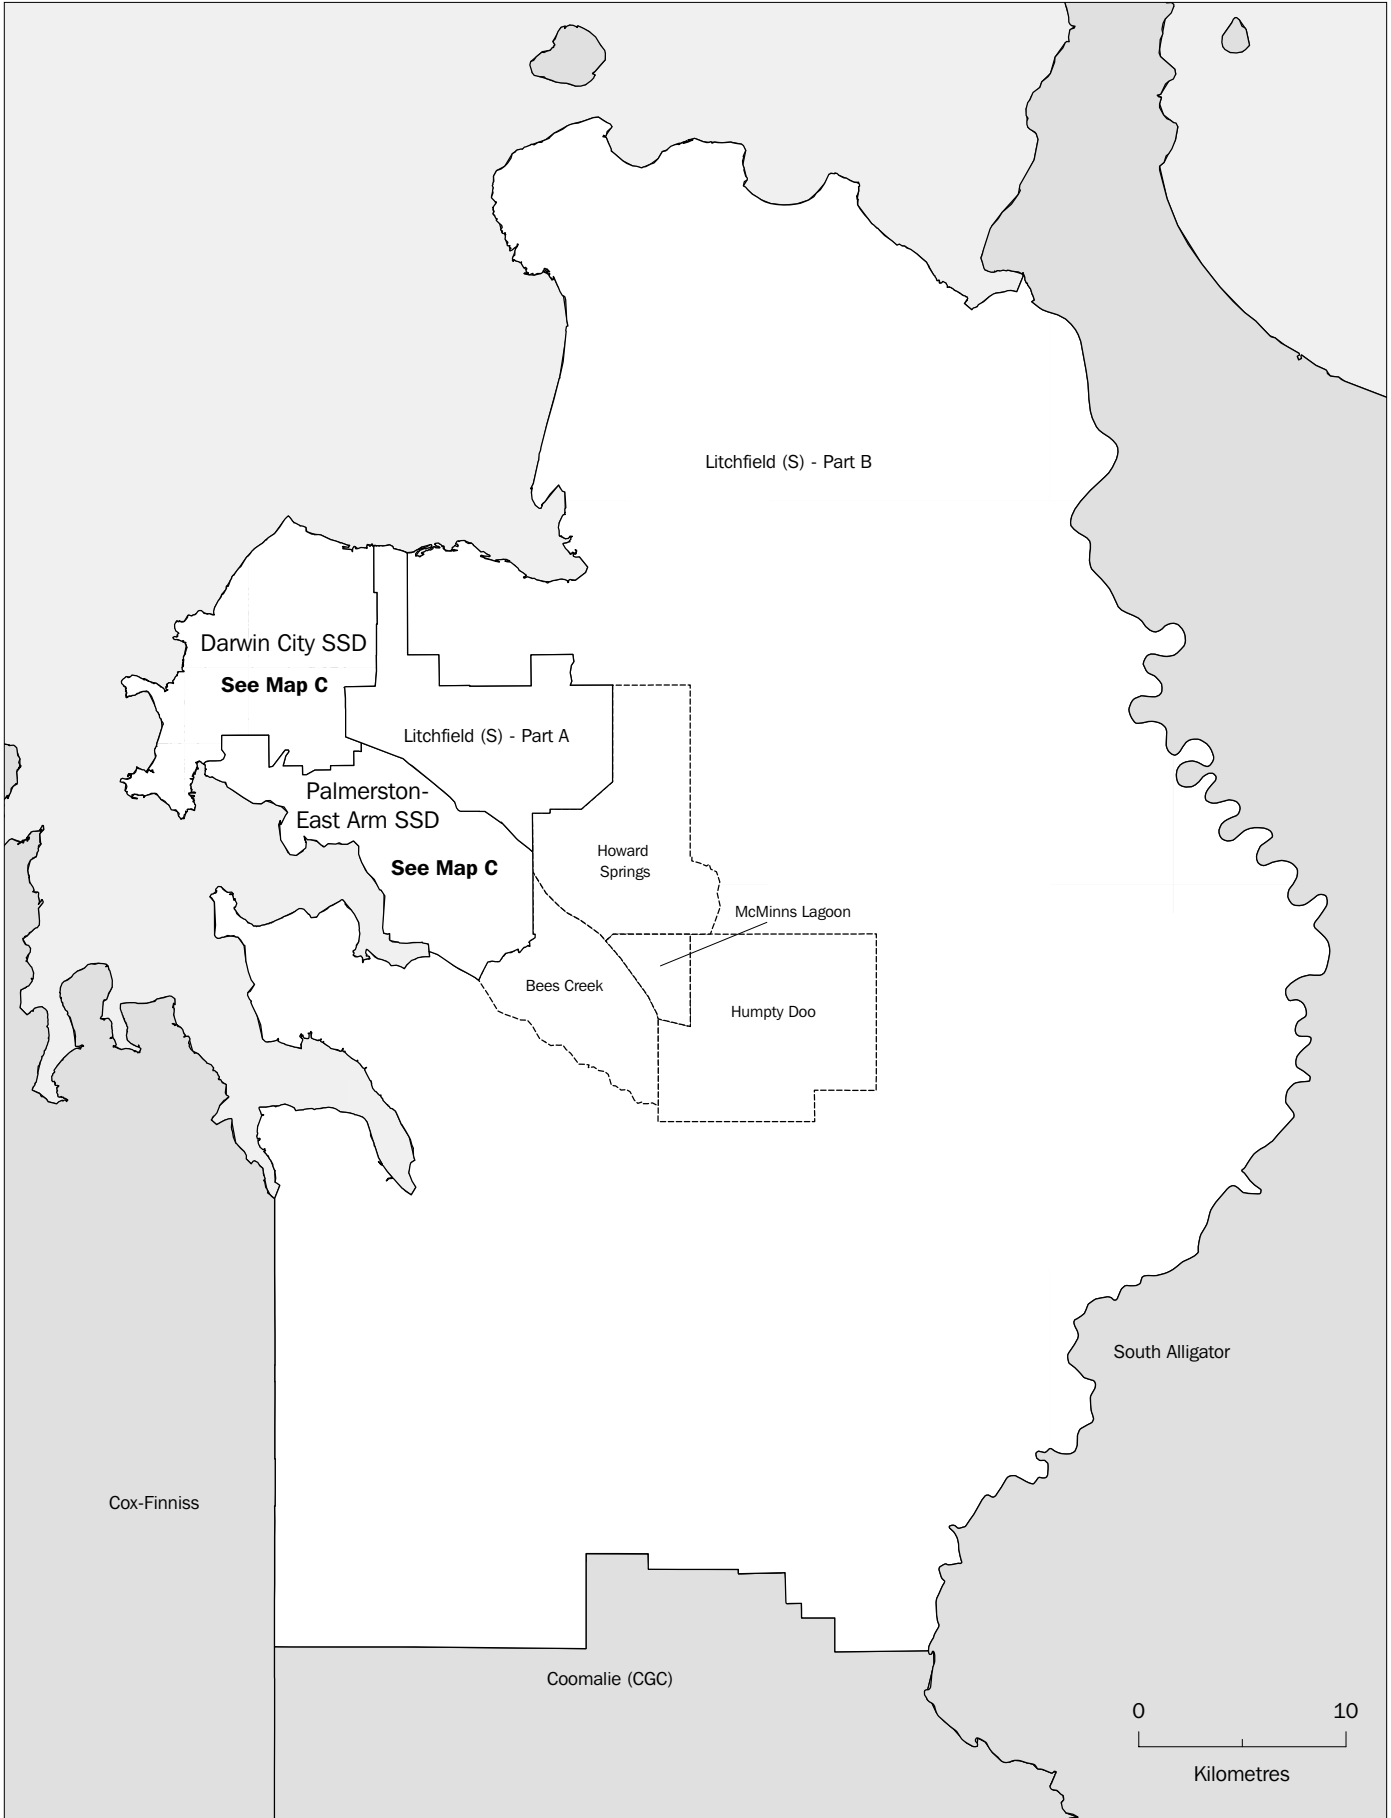 Litchfield (S) - Part B
Darwin City SSD
See Map C
Litchfield (S) - Part A
Palmerston-
East Arm SSD
See Map C
Howard
Springs
McMinns Lagoon
Bees Creek
Humpty Doo
South Alligator
Cox-Finniss
Coomalie (CGC)
0 10
Kilometres